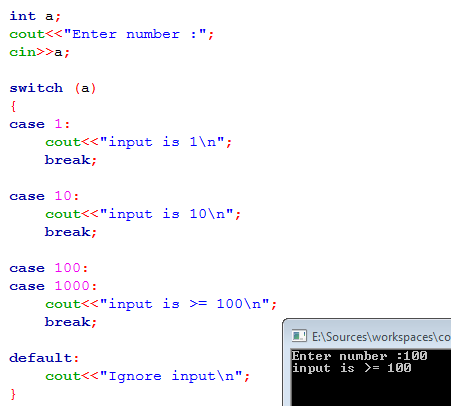 int a;
cout<<"Enter number :";
cin>>a;
switch (a)
{
case 1:
cout<<"input is 1\n";
break;
case 10:
cout<<"input is 10\n";
break;
case 100:
case 1000:
cout<<"input is >= 100\n";
break;
default:
cout<<"Ignore input\n";
}
E:\Sources\workspaces\co
Enter number :100
input is >= 100